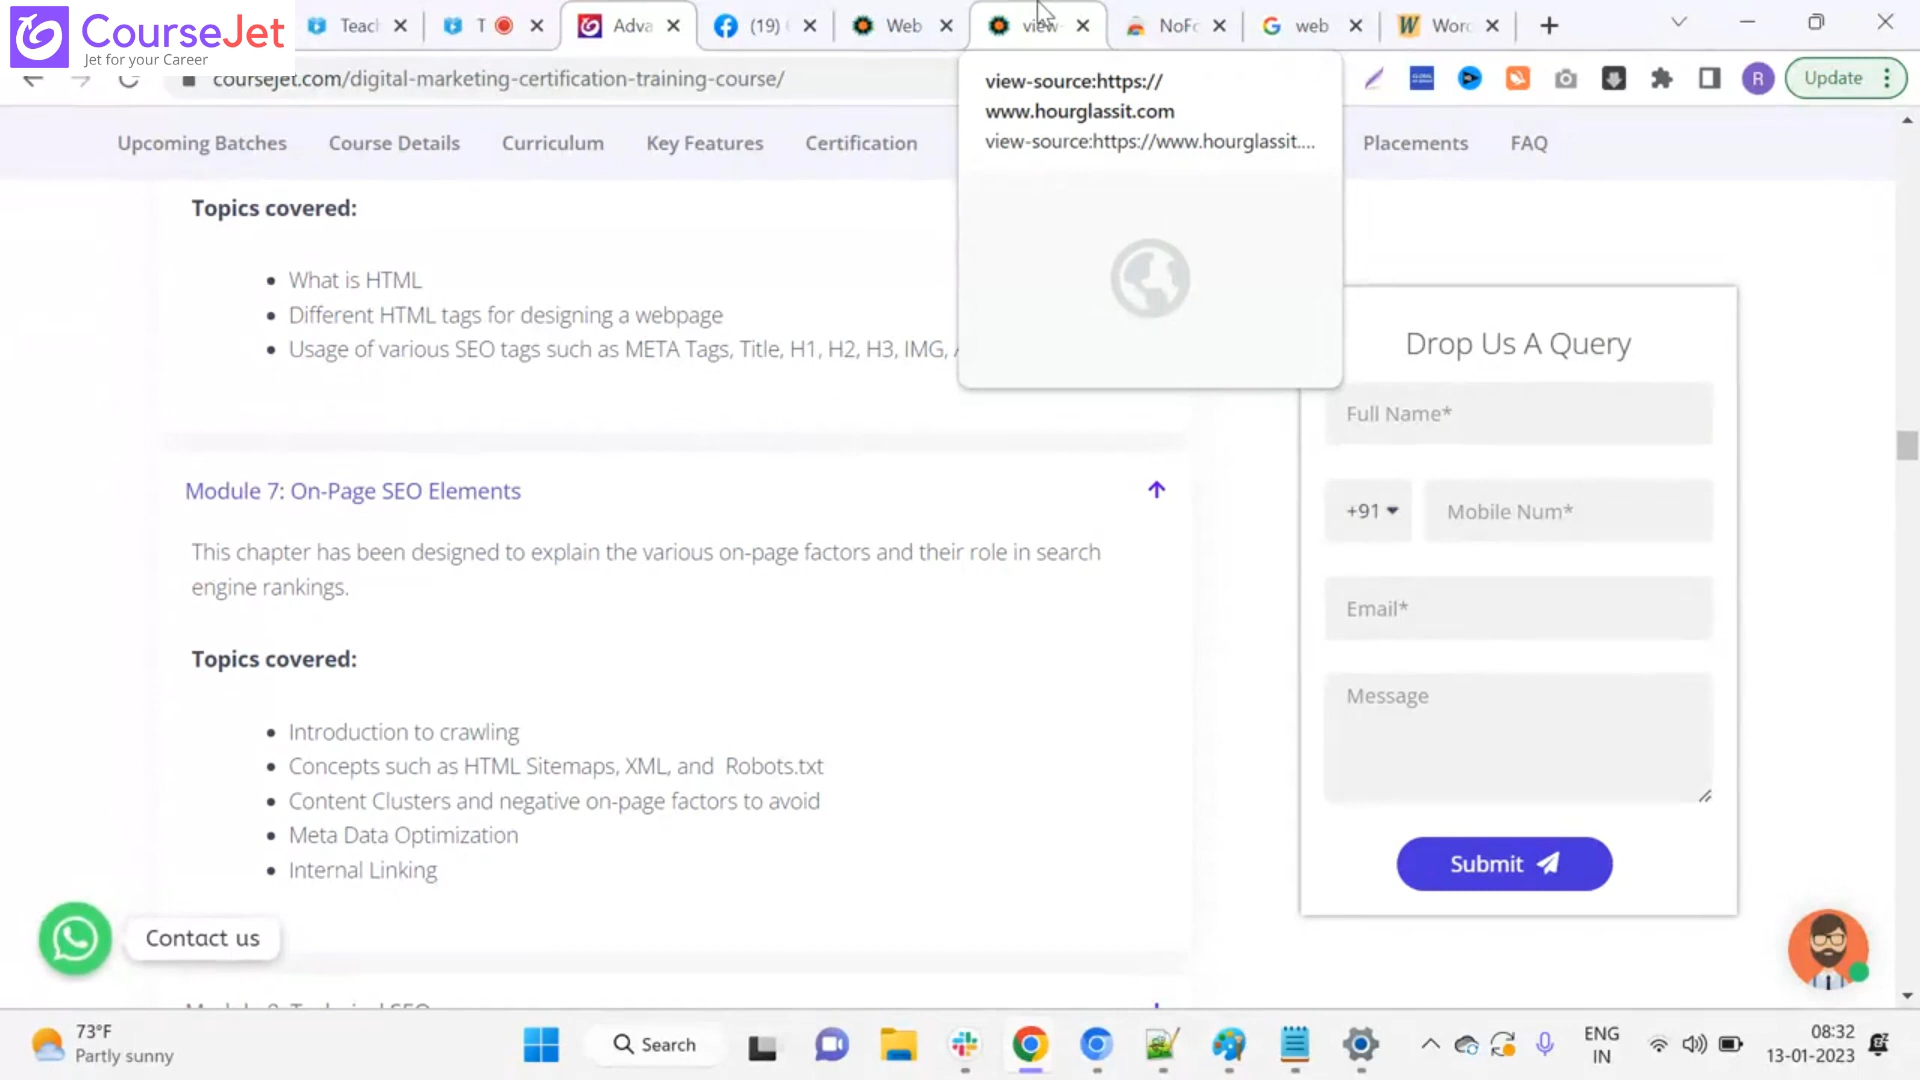 CourseJet
Jet for your Career
Teacl
T
Adva
(19)
Web
view-
NoFo
web
Worc
coursejet.com/digital-marketing-certification-training-course/
Update
view-source:https://
www.hourglassit.com
view-source:https://www.hourglassit....
Upcoming Batches
Course Details
Curriculum
Key Features
Certification
Placements
FAQ
Topics covered:
• What is HTML
• Different HTML tags for designing a webpage
• Usage of various SEO tags such as META Tags, Title, H1, H2, H3, IMG,
Module 7: On-Page SEO Elements
This chapter has been designed to explain the various on-page factors and their role in search
engine rankings.
Topics covered:
• Introduction to crawling
• Concepts such as HTML Sitemaps, XML, and Robots.txt
• Content Clusters and negative on-page factors to avoid
• Meta Data Optimization
• Internal Linking
Drop Us A Query
Full Name*
+91
Mobile Num*
Email*
Message
Submit
Contact us
73°F
Partly sunny
Search
ENG
IN
08:32
13-01-2023
R